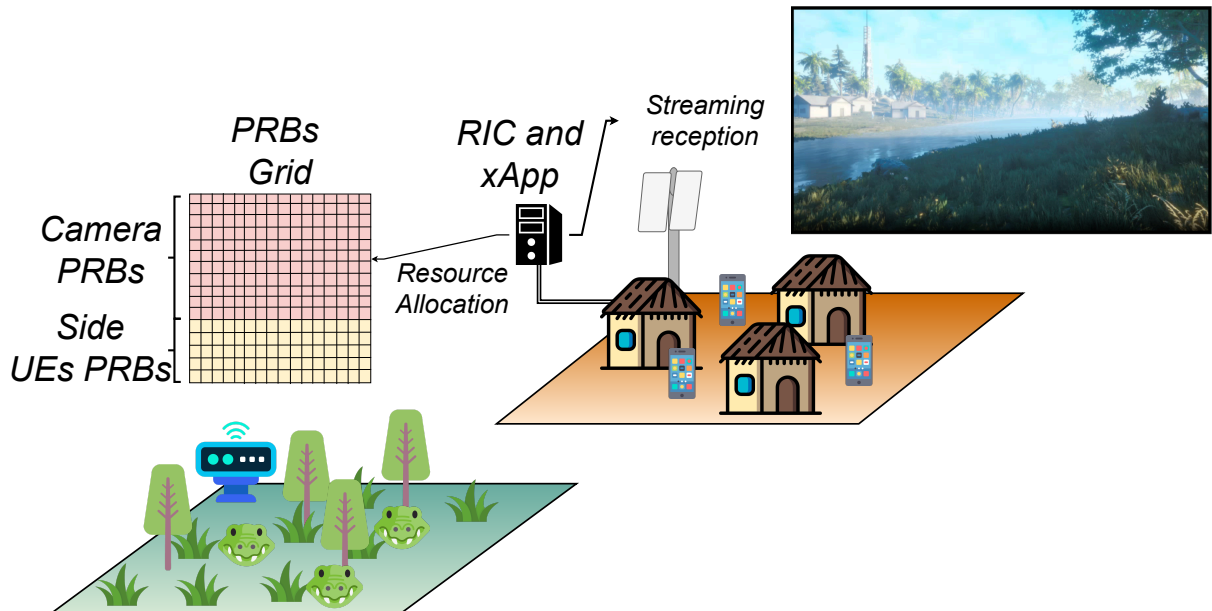 PRBs
Grid
Camera
PRBs
Side
UEs PRBs
RIC and
xApp
Resource
Allocation
Streaming
reception